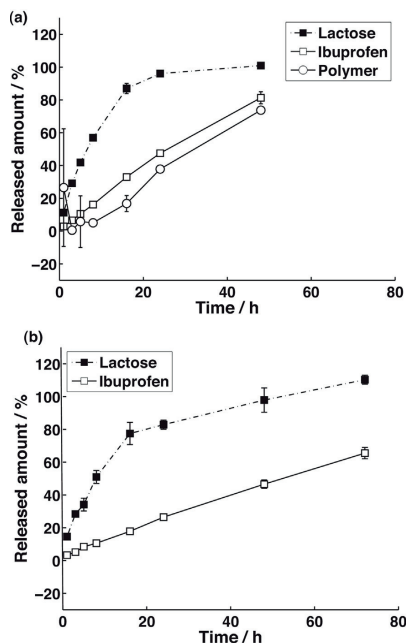 (a)
Lactose
Ibuprofen
Polymer
Released amount / %
120
100
80
60
40
20
0
−20
0 20 40 60 80
Time / h
(b)
Lactose
Ibuprofen
Released amount / %
120
100
80
60
40
20
0
−20
0 20 40 60 80
Time / h